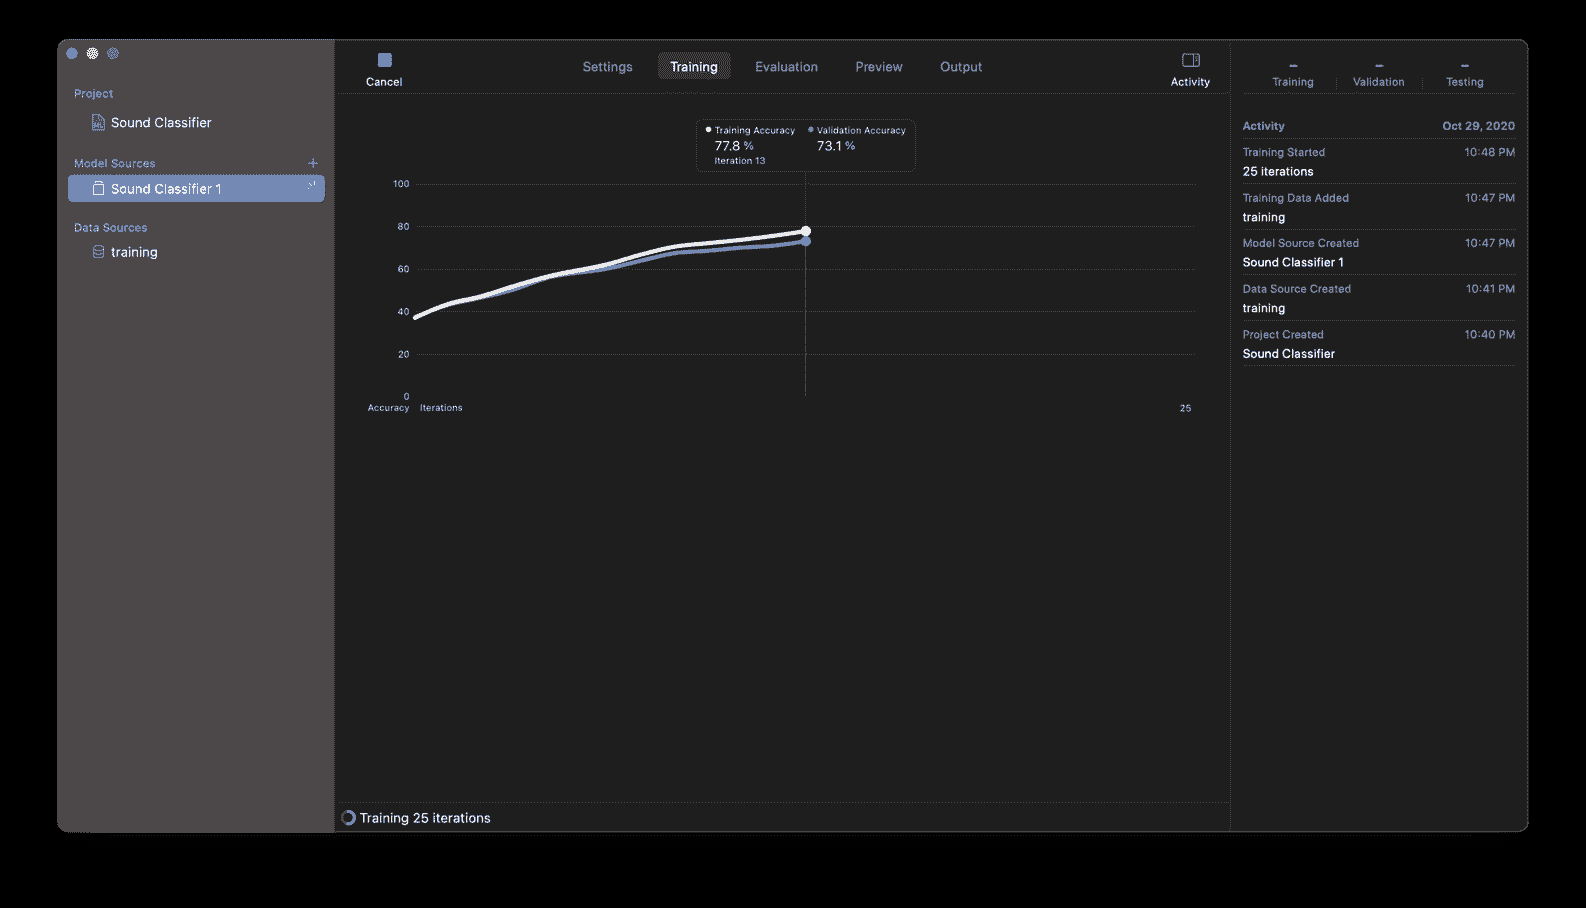 Project
Sound Classifier
Model Sources +
Sound Classifier 1
Data Sources
training
Cancel
Settings Training Evaluation Preview Output
Activity
Training Accuracy Validation Accuracy
77.8 % 73.1 %
Iteration 13
100
80
60
40
20
0
Accuracy Iterations 25
Training 25 iterations
Training Validation Testing
Activity Oct 29, 2020
Training Started 10:48 PM
25 iterations
Training Data Added 10:47 PM
training
Model Source Created 10:47 PM
Sound Classifier 1
Data Source Created 10:41 PM
training
Project Created 10:40 PM
Sound Classifier